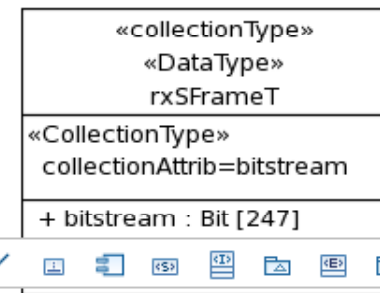 «collectionType»
«DataType»
rxSFrameT
«CollectionType»
collectionAttrib=bitstream
+ bitstream : Bit [247]
«S» «I» «E»